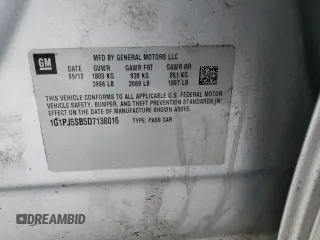 GM
MFD BY GENERAL MOTORS LLC
DATE GVWR GAWR FRT GAWR RR
09/12 1800 KG 939 KG 861 KG
3966 LB 2069 LB 1897 LB
THIS VEHICLE CONFORMS TO ALL APPLICABLE U.S. FEDERAL MOTOR
VEHICLE SAFETY, BUMPER, AND THEFT PREVENTION STANDARDS
IN EFFECT ON THE DATE OF MANUFACTURE SHOWN ABOVE.
1G1PJ5SB5D7138016 TYPE: PASS CAR
DREAMBID